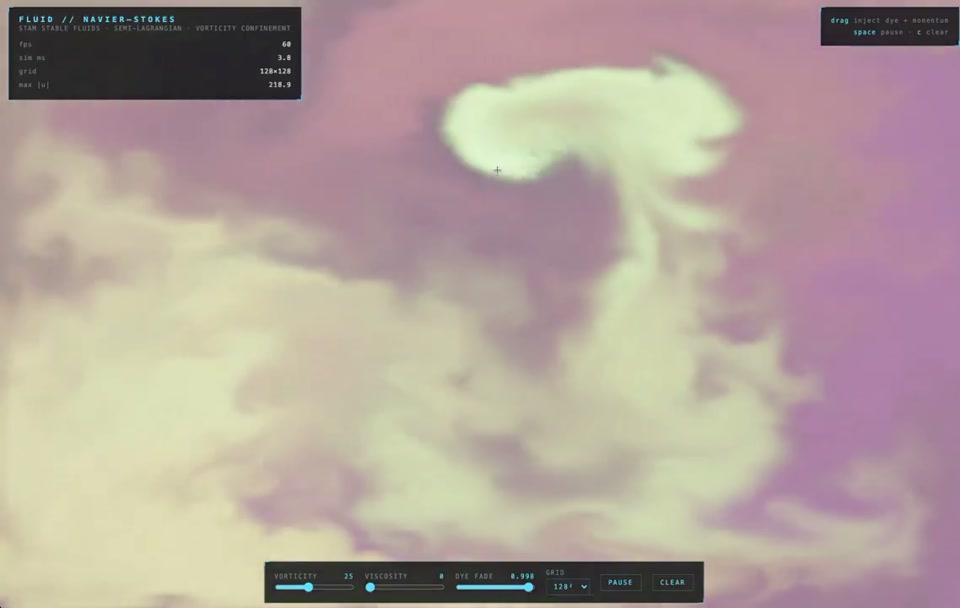 FLUID // NAVIER-STOKES
STAM STABLE FLUIDS · SEMI-LAGRANGIAN · VORTICITY CONFINEMENT
fps 60
sim ms 3.8
grid 128×128
max |u| 218.9
drag inject dye + momentum
space pause · c clear
VORTICITY 25
VISCOSITY 0
DYE FADE 0.998
GRID
128²
PAUSE
CLEAR